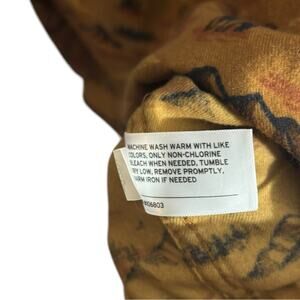 MACHINE WASH WARM WITH LIKE
COLORS, ONLY NON-CHLORINE
BLEACH WHEN NEEDED, TUMBLE
DRY LOW, REMOVE PROMPTLY,
WARM IRON IF NEEDED